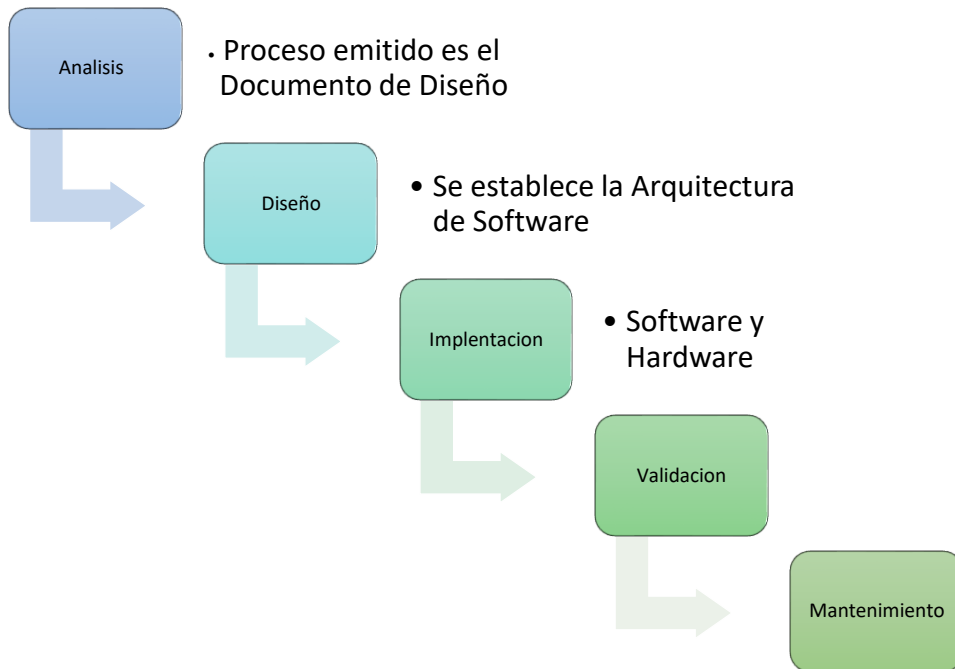 Analisis
• Proceso emitido es el
Documento de Diseño
Diseño
• Se establece la Arquitectura
de Software
Implentacion
• Software y
Hardware
Validacion
Mantenimiento